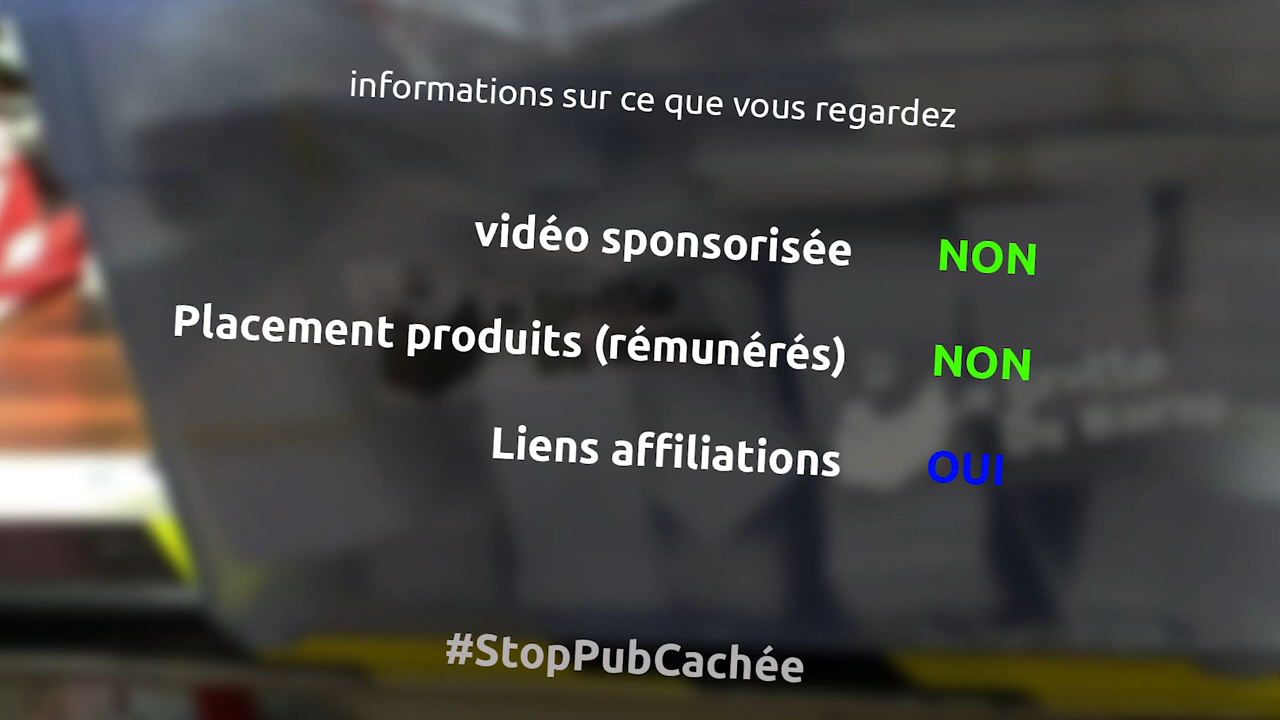 informations sur ce que vous regardez
vidéo sponsorisée NON
Placement produits (rémunérés) NON
Liens affiliations OUI
#StopPubCachée